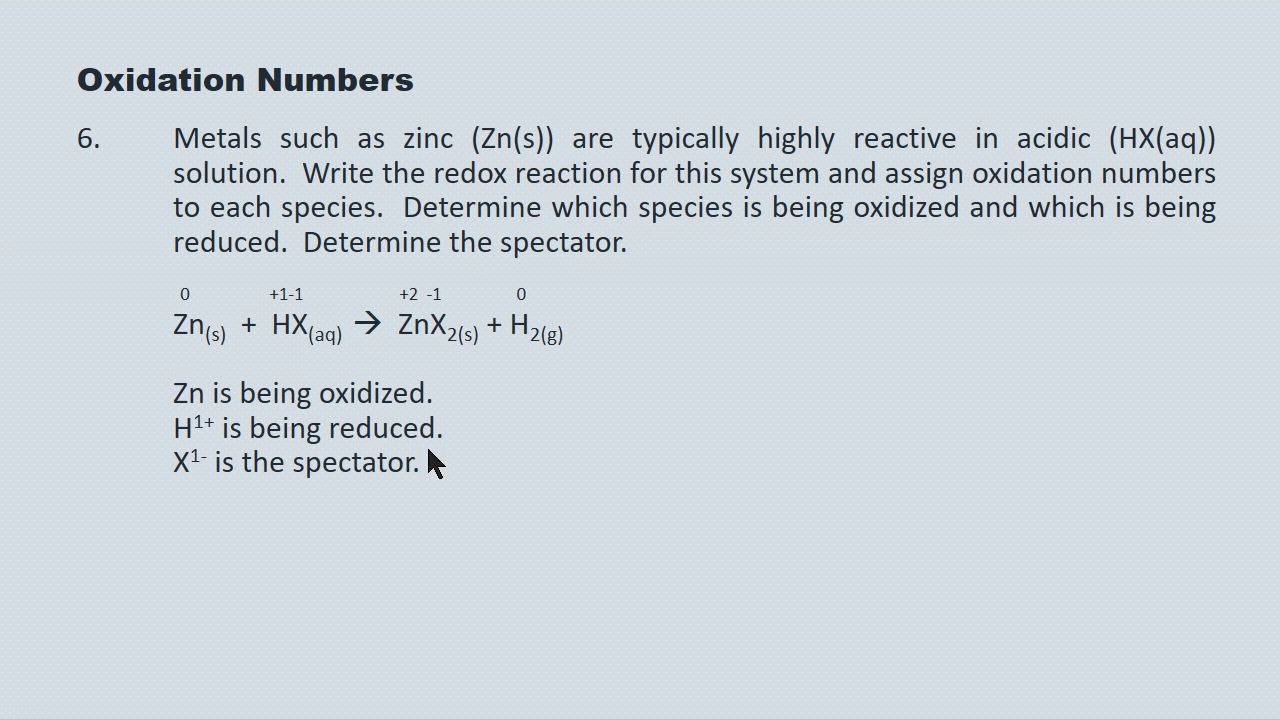 Oxidation Numbers
6. Metals such as zinc (Zn(s)) are typically highly reactive in acidic (HX(aq))
solution. Write the redox reaction for this system and assign oxidation numbers
to each species. Determine which species is being oxidized and which is being
reduced. Determine the spectator.
0 +1-1 +2 -1 0
Zn(s) + HX(aq) → ZnX2(s) + H2(g)
Zn is being oxidized.
H1+ is being reduced.
X1- is the spectator.